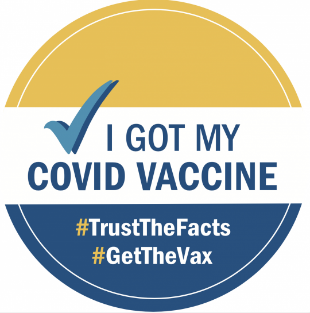 I GOT MY
COVID VACCINE
#TrustTheFacts
#GetTheVax